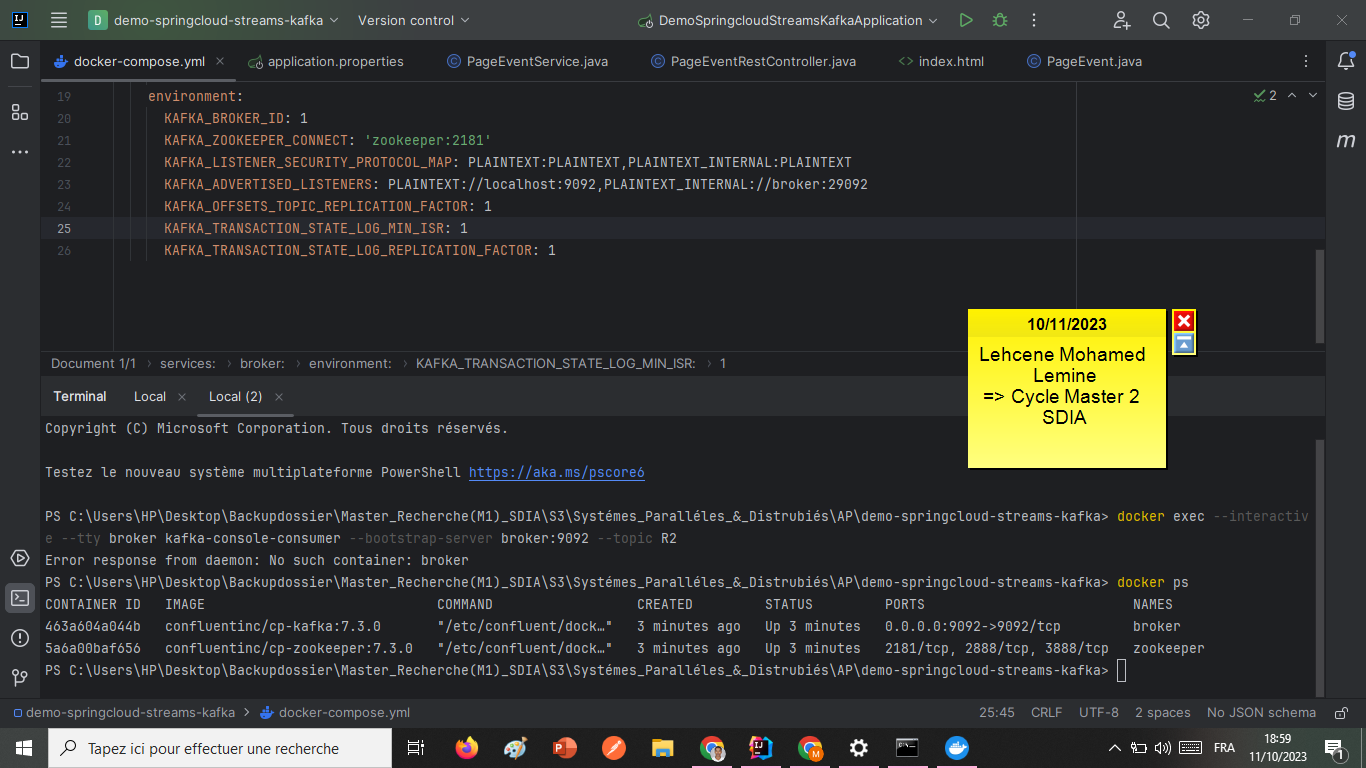 D demo-springcloud-streams-kafka Version control DemoSpringcloudStreamsKafkaApplication
docker-compose.yml application.properties PageEventService.java PageEventRestController.java index.html PageEvent.java
19 environment: 2
20 KAFKA_BROKER_ID: 1
21 KAFKA_ZOOKEEPER_CONNECT: 'zookeeper:2181'
22 KAFKA_LISTENER_SECURITY_PROTOCOL_MAP: PLAINTEXT:PLAINTEXT,PLAINTEXT_INTERNAL:PLAINTEXT
23 KAFKA_ADVERTISED_LISTENERS: PLAINTEXT://localhost:9092,PLAINTEXT_INTERNAL://broker:29092
24 KAFKA_OFFSETS_TOPIC_REPLICATION_FACTOR: 1
25 KAFKA_TRANSACTION_STATE_LOG_MIN_ISR: 1
26 KAFKA_TRANSACTION_STATE_LOG_REPLICATION_FACTOR: 1
10/11/2023
Lehcene Mohamed
Lemine
=> Cycle Master 2
SDIA
Document 1/1 › services: › broker: › environment: › KAFKA_TRANSACTION_STATE_LOG_MIN_ISR: › 1
Terminal Local Local (2)
Copyright (C) Microsoft Corporation. Tous droits réservés.
Testez le nouveau système multiplateforme PowerShell https://aka.ms/pscore6
PS C:\Users\HP\Desktop\Backupdossier\Master_Recherche(M1)_SDIA\S3\Systémes_Paralléles_&_Distrubiés\AP\demo-springcloud-streams-kafka> docker exec --interactiv
e --tty broker kafka-console-consumer --bootstrap-server broker:9092 --topic R2
Error response from daemon: No such container: broker
PS C:\Users\HP\Desktop\Backupdossier\Master_Recherche(M1)_SDIA\S3\Systémes_Paralléles_&_Distrubiés\AP\demo-springcloud-streams-kafka> docker ps
CONTAINER ID IMAGE COMMAND CREATED STATUS PORTS NAMES
463a604a044b confluentinc/cp-kafka:7.3.0 "/etc/confluent/dock…" 3 minutes ago Up 3 minutes 0.0.0.0:9092->9092/tcp broker
5a6a00baf656 confluentinc/cp-zookeeper:7.3.0 "/etc/confluent/dock…" 3 minutes ago Up 3 minutes 2181/tcp, 2888/tcp, 3888/tcp zookeeper
PS C:\Users\HP\Desktop\Backupdossier\Master_Recherche(M1)_SDIA\S3\Systémes_Paralléles_&_Distrubiés\AP\demo-springcloud-streams-kafka>
demo-springcloud-streams-kafka › docker-compose.yml 25:45 CRLF UTF-8 2 spaces No JSON schema
Tapez ici pour effectuer une recherche FRA 18:59
11/10/2023 1